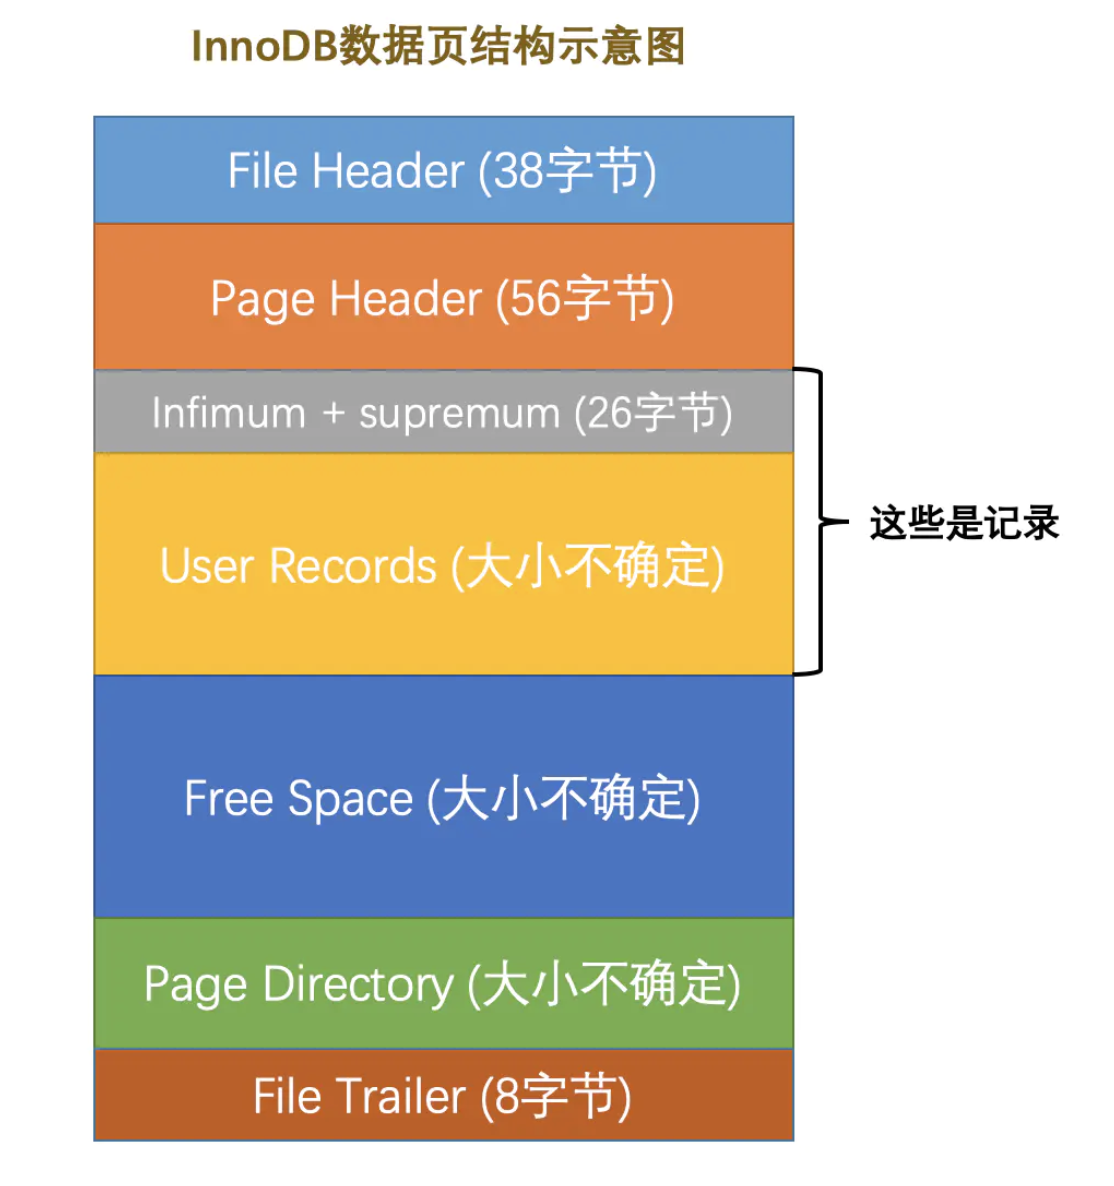 InnoDB数据页结构示意图
File Header (38字节)
Page Header (56字节)
Infimum + supremum (26字节)
这些是记录
User Records (大小不确定)
Free Space (大小不确定)
Page Directory (大小不确定)
File Trailer (8字节)